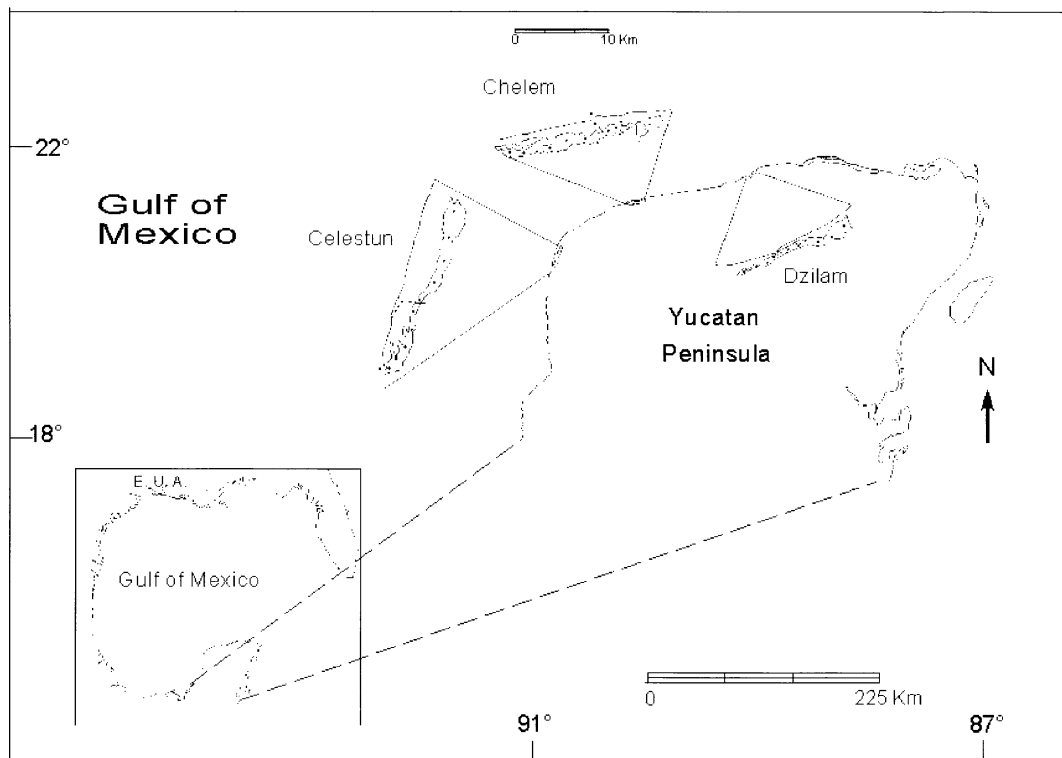 0 10 Km
Chelem
22°
Gulf of
Mexico
Celestun
Dzilam
Yucatan
Peninsula
N
18°
E. U. A.
Gulf of Mexico
0 225 Km
91° 87°